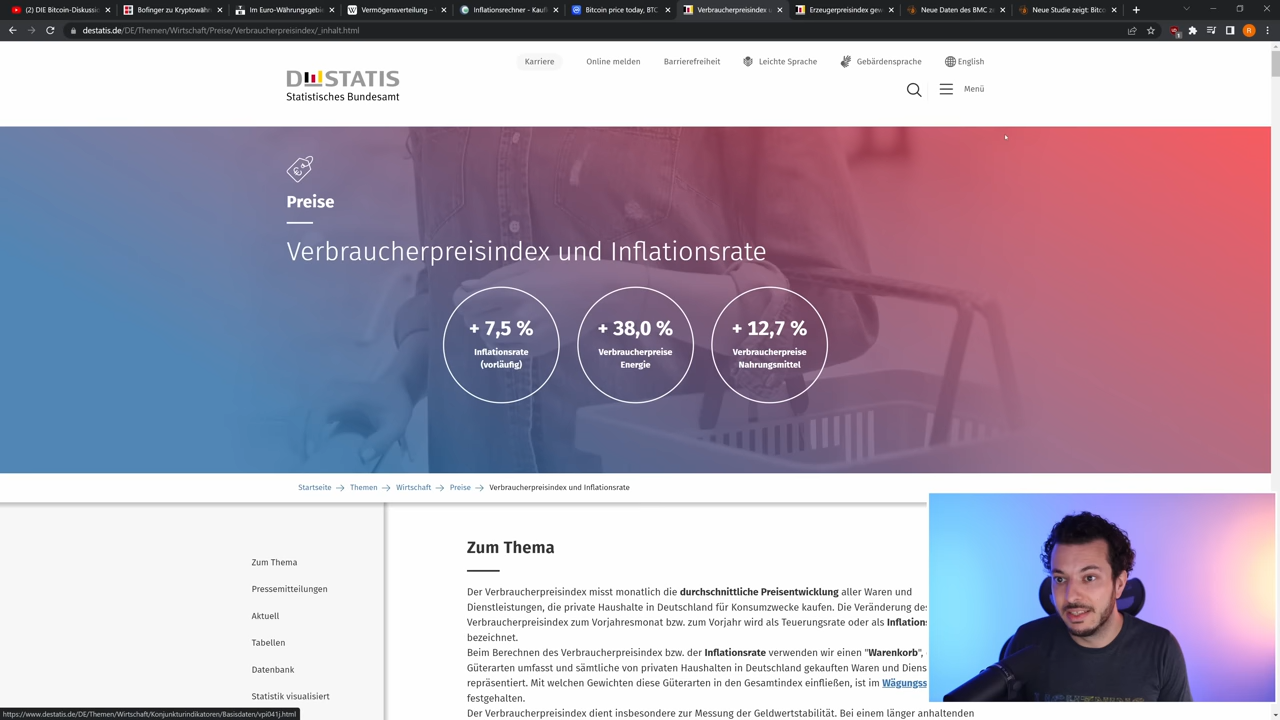 (2) DIE Bitcoin-Diskuss
Bofinger zu Kryptowäh
Im Euro-Währungsgebi
Vermögensverteilung –
Inflationsrechner - Kauf
Bitcoin price today, BTC
Verbraucherpreisindex u
Erzeugerpreisindex gew
Neue Daten des BMC z
Neue Studie zeigt: Bitc
destatis.de/DE/Themen/Wirtschaft/Preise/Verbraucherpreisindex/_inhalt.html
Karriere
Online melden
Barrierefreiheit
Leichte Sprache
Gebärdensprache
English
DESTATIS
Statistisches Bundesamt
Menü
Preise
Verbraucherpreisindex und Inflationsrate
+ 7,5 %
Inflationsrate
(vorläufig)
+ 38,0 %
Verbraucherpreise
Energie
+ 12,7 %
Verbraucherpreise
Nahrungsmittel
Startseite → Themen → Wirtschaft → Preise → Verbraucherpreisindex und Inflationsrate
Zum Thema
Pressemitteilungen
Aktuell
Tabellen
Datenbank
Statistik visualisiert
Zum Thema
Der Verbraucherpreisindex misst monatlich die durchschnittliche Preisentwicklung aller Waren und
Dienstleistungen, die private Haushalte in Deutschland für Konsumzwecke kaufen. Die Veränderung des
Verbraucherpreisindex zum Vorjahresmonat bzw. zum Vorjahr wird als Teuerungsrate oder als Inflation
bezeichnet.
Beim Berechnen des Verbraucherpreisindex bzw. der Inflationsrate verwenden wir einen "Warenkorb",
Güterarten umfasst und sämtliche von privaten Haushalten in Deutschland gekauften Waren und Diens
repräsentiert. Mit welchen Gewichten diese Güterarten in den Gesamtindex einfließen, ist im Wägungss
festgehalten.
Der Verbraucherpreisindex dient insbesondere zur Messung der Geldwertstabilität. Bei einem länger anhaltenden
https://www.destatis.de/DE/Themen/Wirtschaft/Konjunkturindikatoren/Basisdaten/vpi041j.html